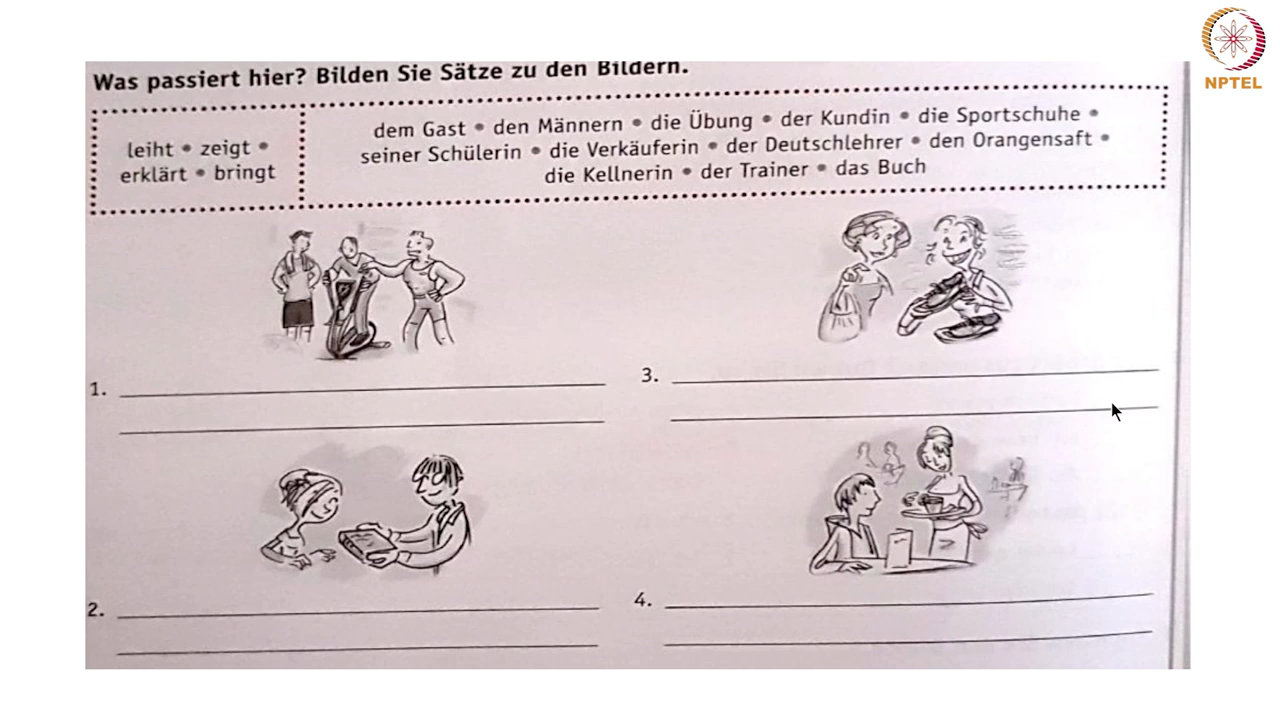 NPTEL
Was passiert hier? Bilden Sie Sätze zu den Bildern.
leiht • zeigt •
erklärt • bringt
dem Gast • den Männern • die Übung • der Kundin • die Sportschuhe •
seiner Schülerin • die Verkäuferin • der Deutschlehrer • den Orangensaft •
die Kellnerin • der Trainer • das Buch
1.
3.
2.
4.